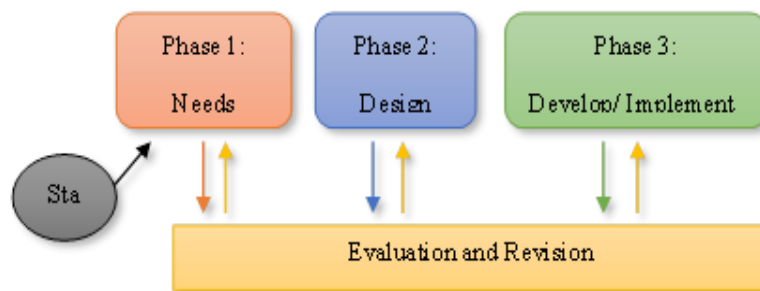 Phase 1:
Needs
Phase 2:
Design
Phase 3:
Develop/ Implement
Sta
Evaluation and Revision